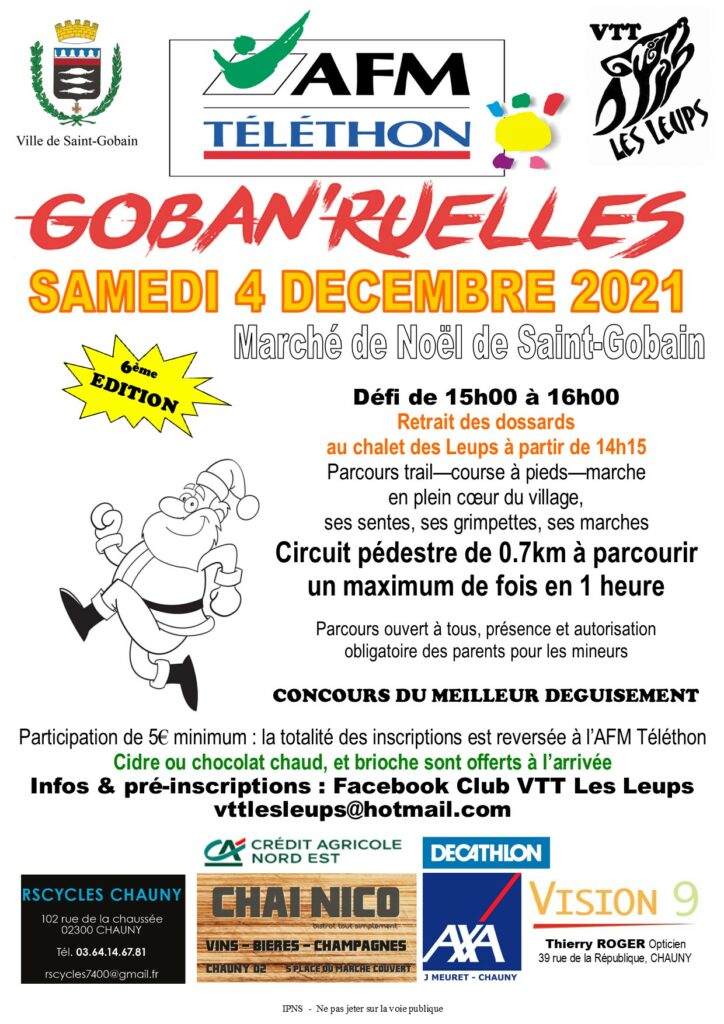 Ville de Saint-Gobain
AFM
TÉLÉTHON
VTT
LES LEUPS
GOBAN'RUELLES
SAMEDI 4 DECEMBRE 2021
Marché de Noël de Saint-Gobain
6ème
EDITION
Défi de 15h00 à 16h00
Retrait des dossards
au chalet des Leups à partir de 14h15
Parcours trail—course à pieds—marche
en plein cœur du village,
ses sentes, ses grimpettes, ses marches
Circuit pédestre de 0.7km à parcourir
un maximum de fois en 1 heure
Parcours ouvert à tous, présence et autorisation
obligatoire des parents pour les mineurs
CONCOURS DU MEILLEUR DEGUISEMENT
Participation de 5€ minimum : la totalité des inscriptions est reversée à l'AFM Téléthon
Cidre ou chocolat chaud, et brioche sont offerts à l'arrivée
Infos & pré-inscriptions : Facebook Club VTT Les Leups
vttlesleups@hotmail.com
CRÉDIT AGRICOLE
NORD EST
DECATHLON
RSCYCLES CHAUNY
102 rue de la chaussée
02300 CHAUNY
Tél. 03.64.14.67.81
rscycles7400@gmail.fr
CHAI NICO
bistrot tout simplement
VINS - BIERES - CHAMPAGNES
CHAUNY 02 5 PLACE DU MARCHE COUVERT
AXA
J MEURET - CHAUNY
VISION 9
Thierry ROGER Opticien
39 rue de la République, CHAUNY
IPNS - Ne pas jeter sur la voie publique